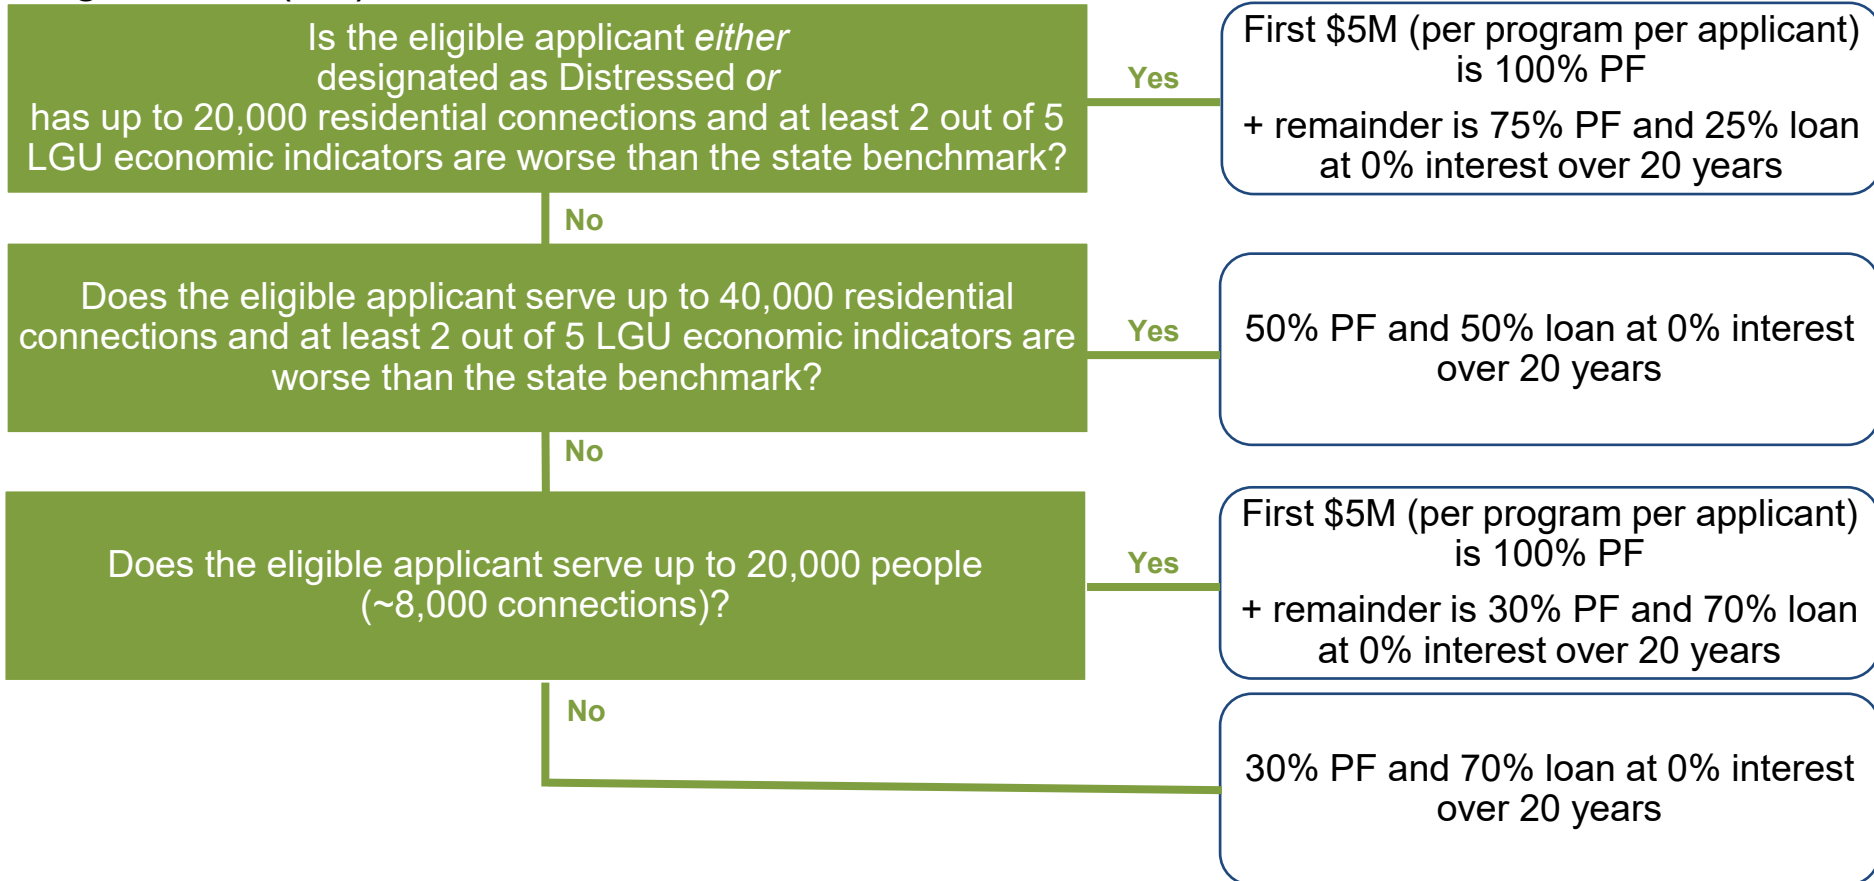 Is the eligible applicant either
designated as Distressed or
has up to 20,000 residential connections and at least 2 out of 5
LGU economic indicators are worse than the state benchmark?
Yes
First $5M (per program per applicant)
is 100% PF
+ remainder is 75% PF and 25% loan
at 0% interest over 20 years
No
Does the eligible applicant serve up to 40,000 residential
connections and at least 2 out of 5 LGU economic indicators are
worse than the state benchmark?
Yes
50% PF and 50% loan at 0% interest
over 20 years
No
Does the eligible applicant serve up to 20,000 people
(~8,000 connections)?
Yes
First $5M (per program per applicant)
is 100% PF
+ remainder is 30% PF and 70% loan
at 0% interest over 20 years
No
30% PF and 70% loan at 0% interest
over 20 years